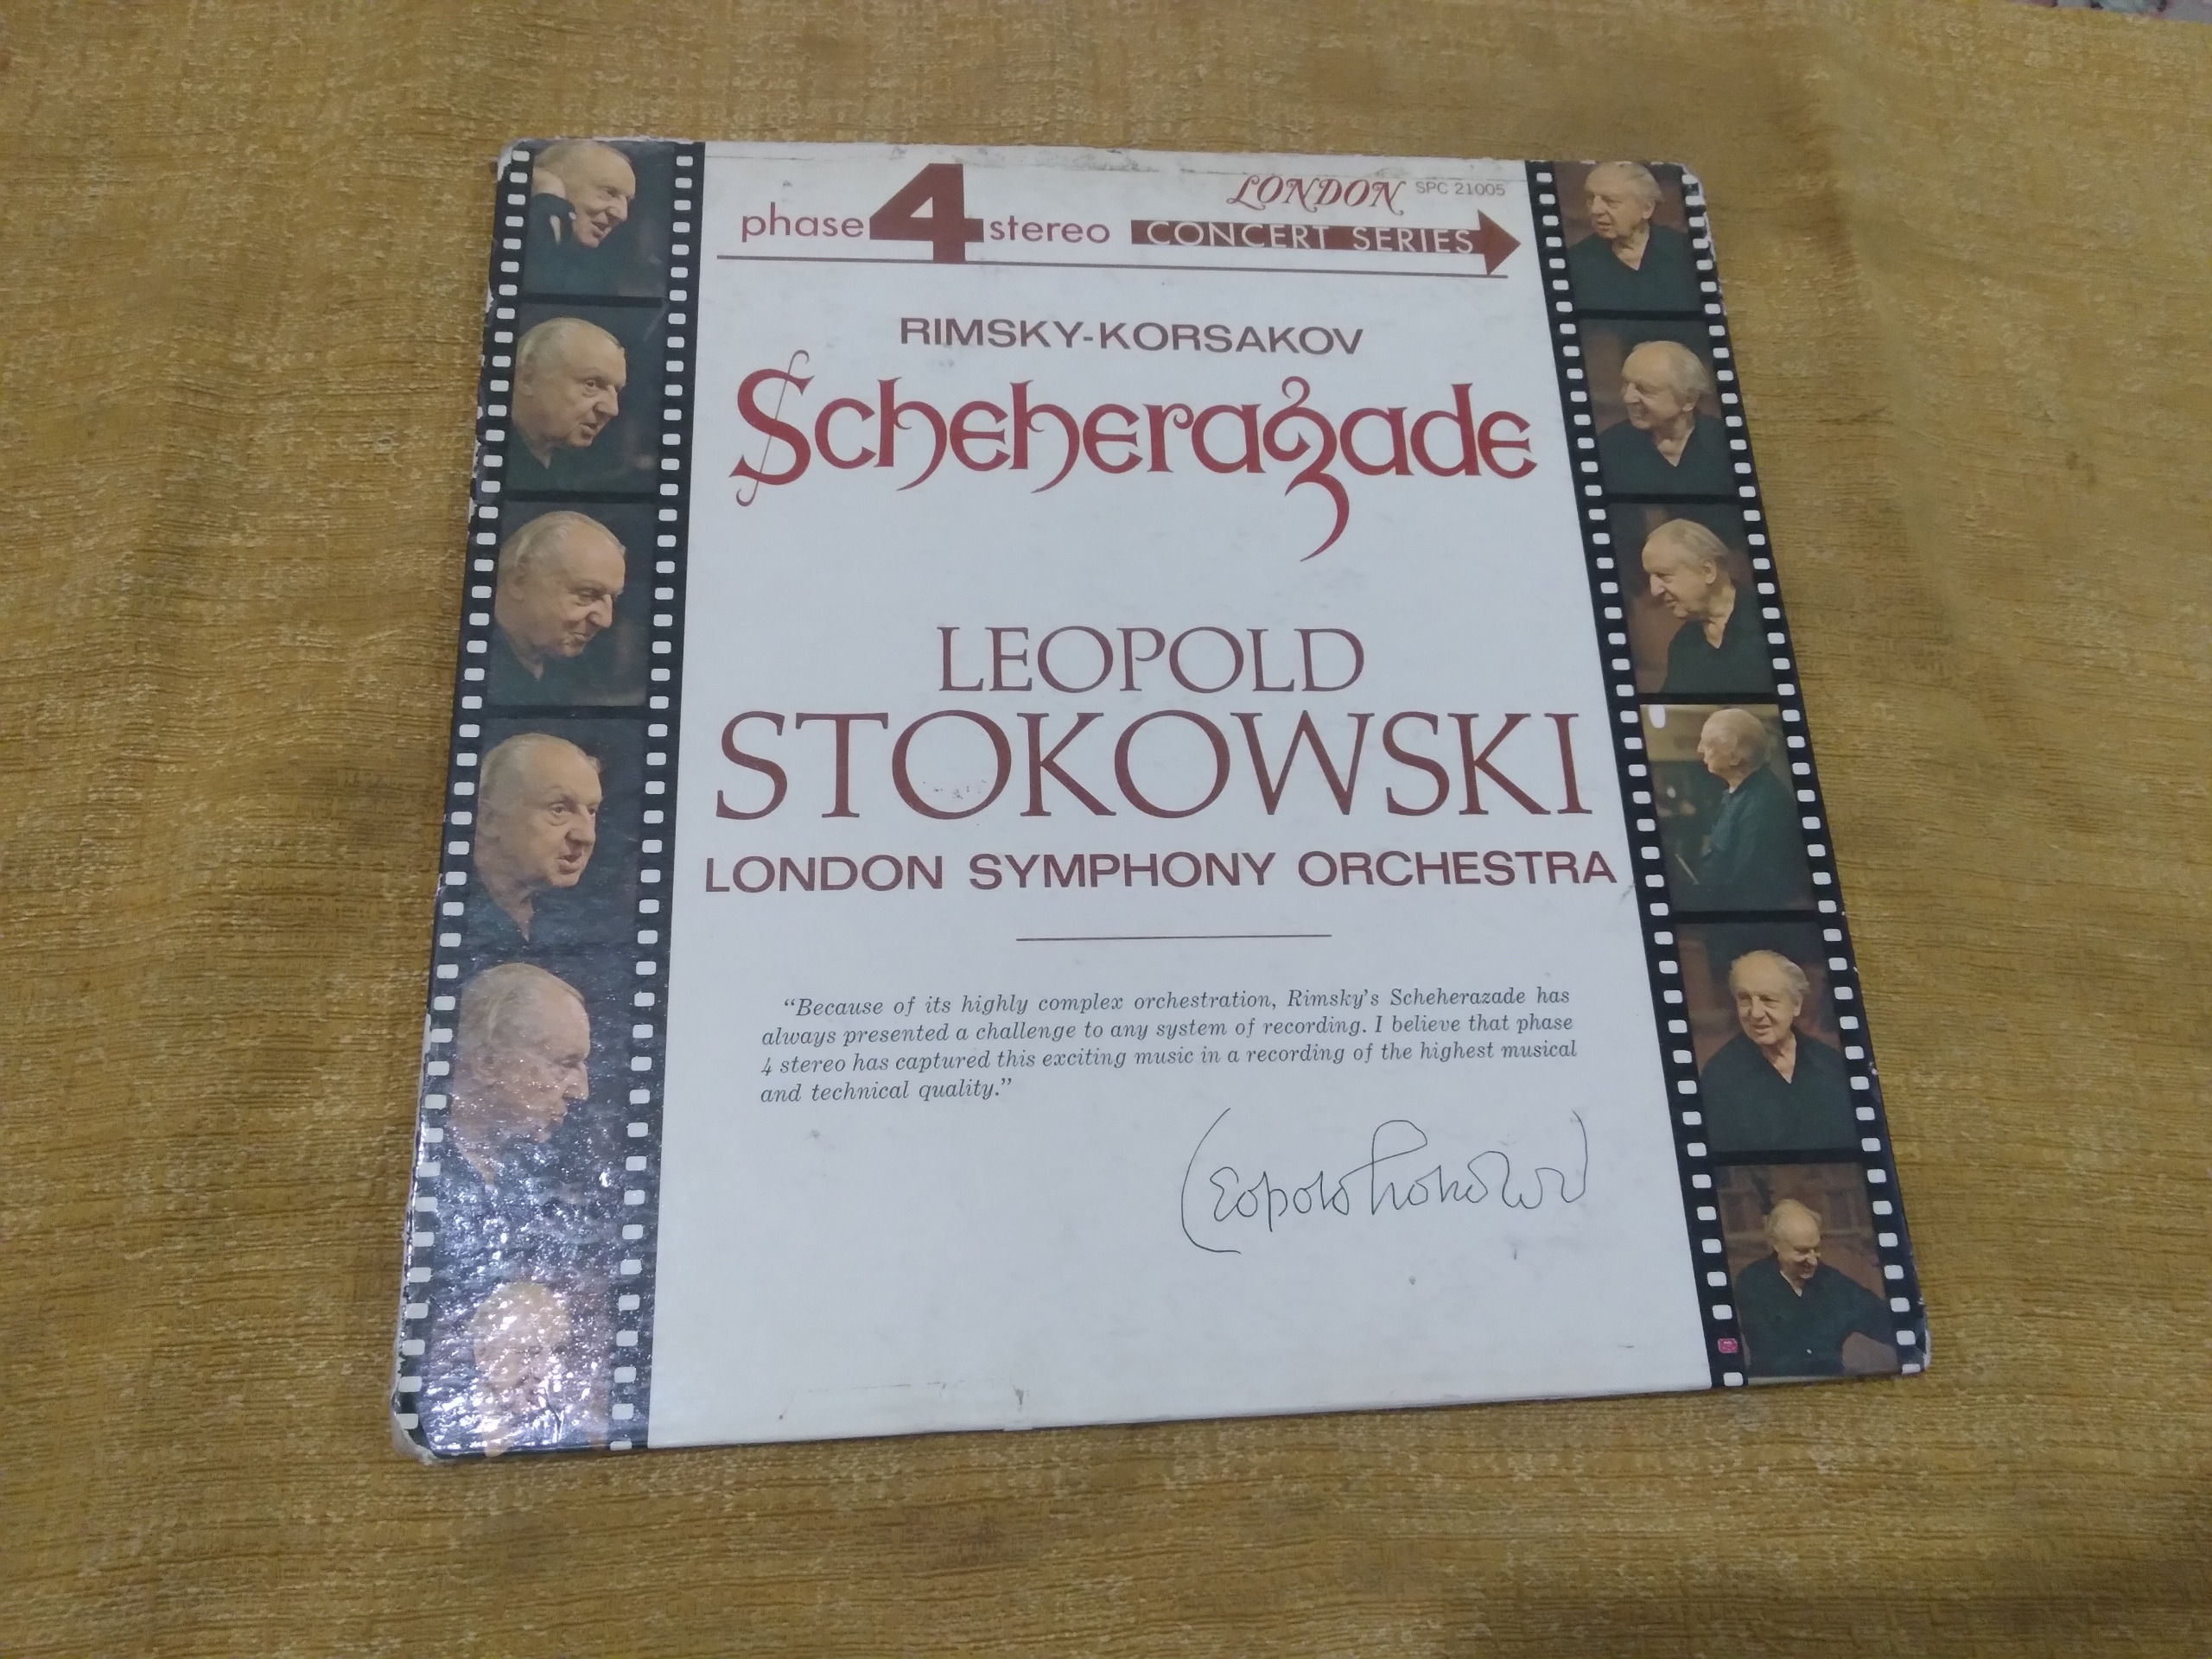 phase 4 stereo LONDON SPC 21005
CONCERT SERIES
RIMSKY-KORSAKOV
Scheherazade
LEOPOLD
STOKOWSKI
LONDON SYMPHONY ORCHESTRA
“Because of its highly complex orchestration, Rimsky’s Scheherazade has
always presented a challenge to any system of recording. I believe that phase
4 stereo has captured this exciting music in a recording of the highest musical
and technical quality.”
Leopold Stokowski